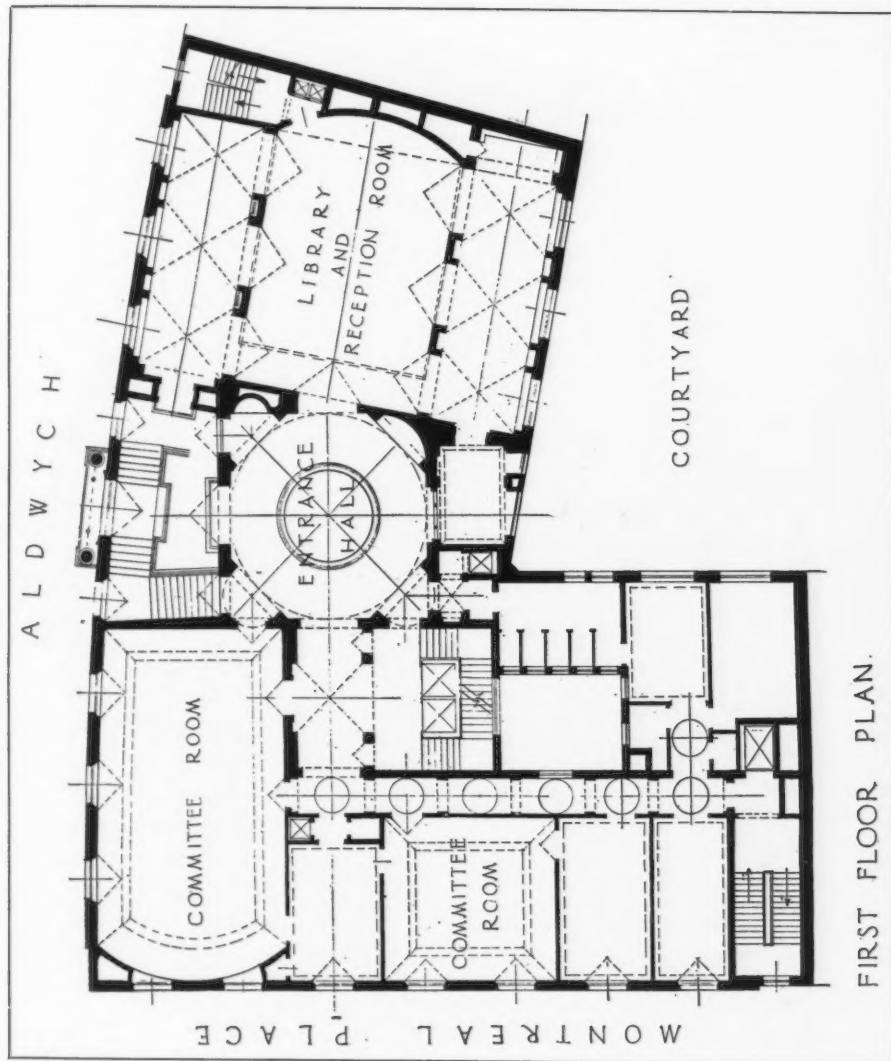 ALDWYCH
LIBRARY
AND
RECEPTION ROOM
ENTRANCE
HALL
COURTYARD
COMMITTEE ROOM
COMMITTEE
ROOM
MONTREAL PLACE
FIRST FLOOR PLAN.